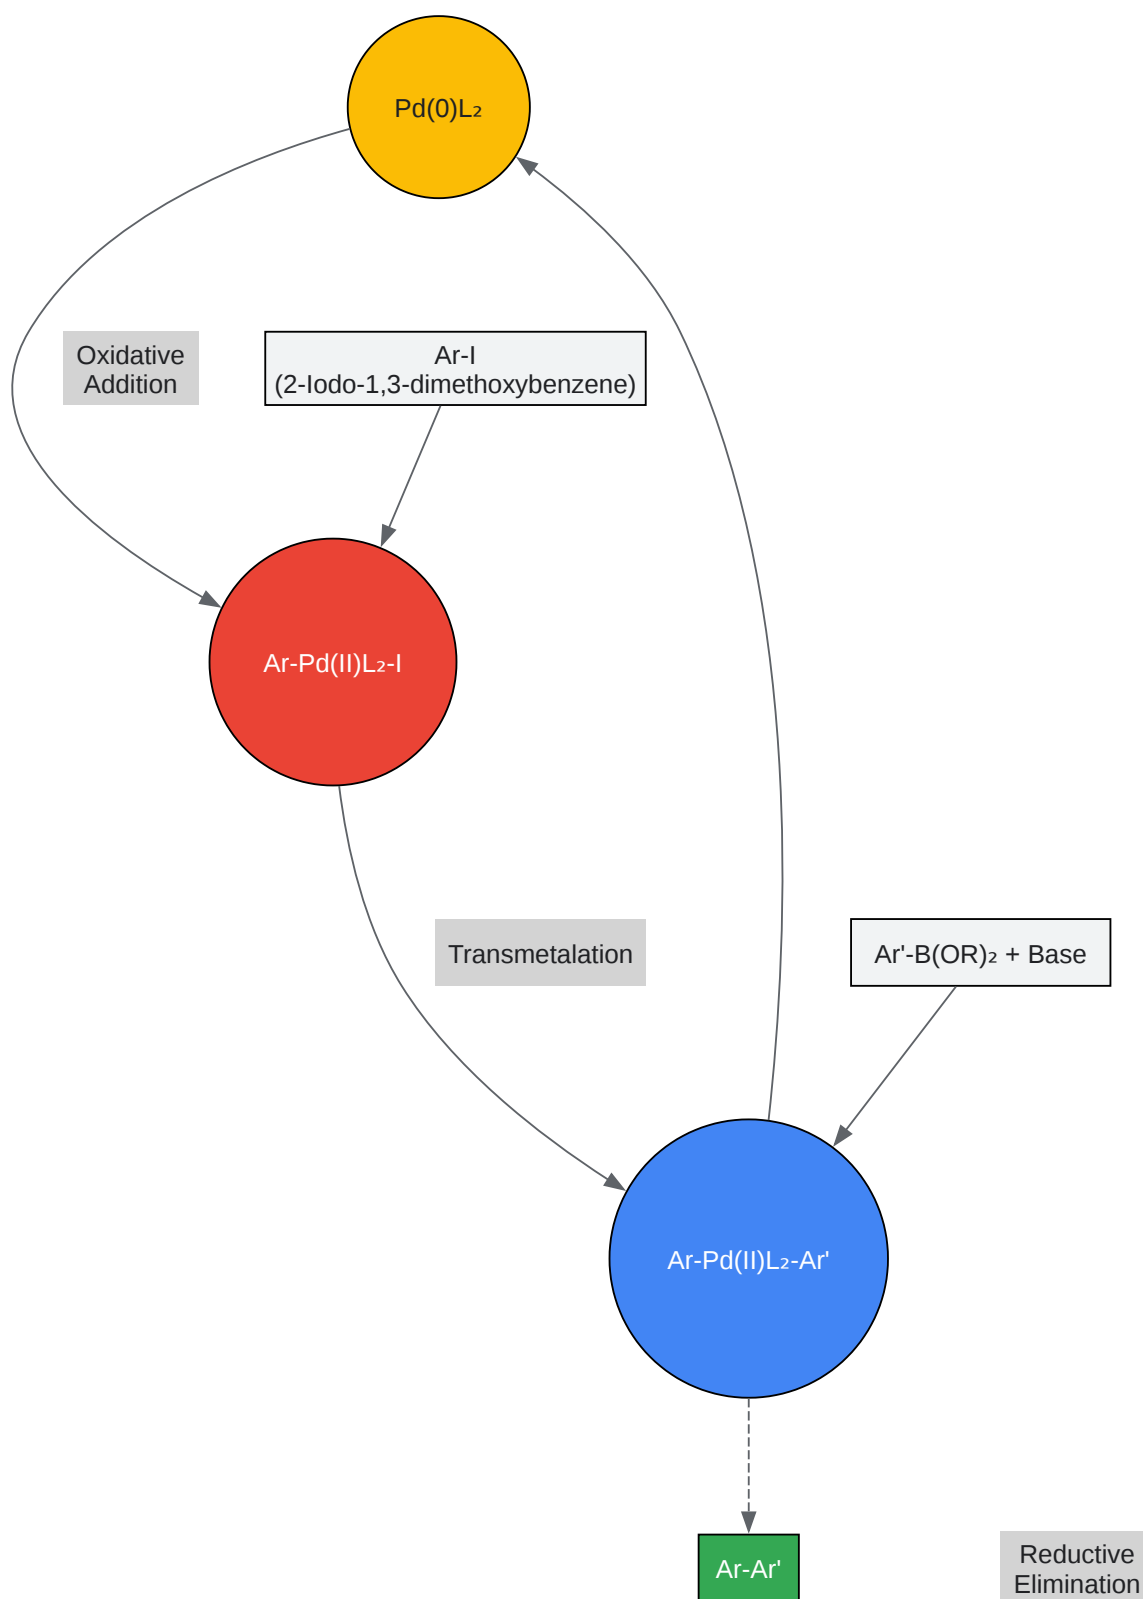 Pd(0)L₂
Oxidative
Addition
Ar-I
(2-Iodo-1,3-dimethoxybenzene)
Ar-Pd(II)L₂-I
Transmetalation
Ar'-B(OR)₂ + Base
Ar-Pd(II)L₂-Ar'
Ar-Ar'
Reductive
Elimination